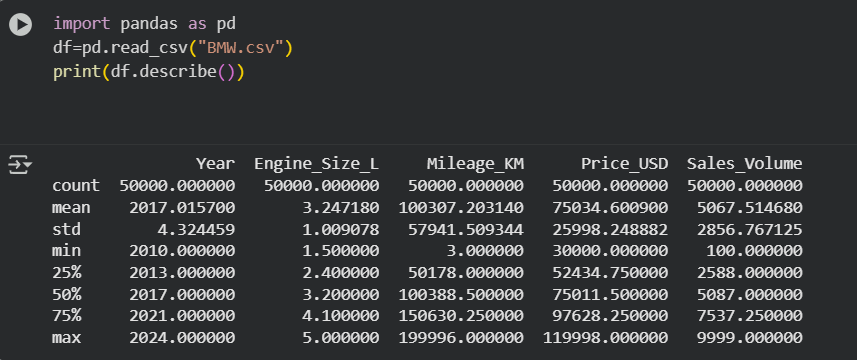 import pandas as pd
df=pd.read_csv("BMW.csv")
print(df.describe())
Year Engine_Size_L Mileage_KM Price_USD Sales_Volume
count 50000.000000 50000.000000 50000.000000 50000.000000 50000.000000
mean 2017.015700 3.247180 100307.203140 75034.600900 5067.514680
std 4.324459 1.009078 57941.509344 25998.248882 2856.767125
min 2010.000000 1.500000 3.000000 30000.000000 100.000000
25% 2013.000000 2.400000 50178.000000 52434.750000 2588.000000
50% 2017.000000 3.200000 100388.500000 75011.500000 5087.000000
75% 2021.000000 4.100000 150630.250000 97628.250000 7537.250000
max 2024.000000 5.000000 199996.000000 119998.000000 9999.000000